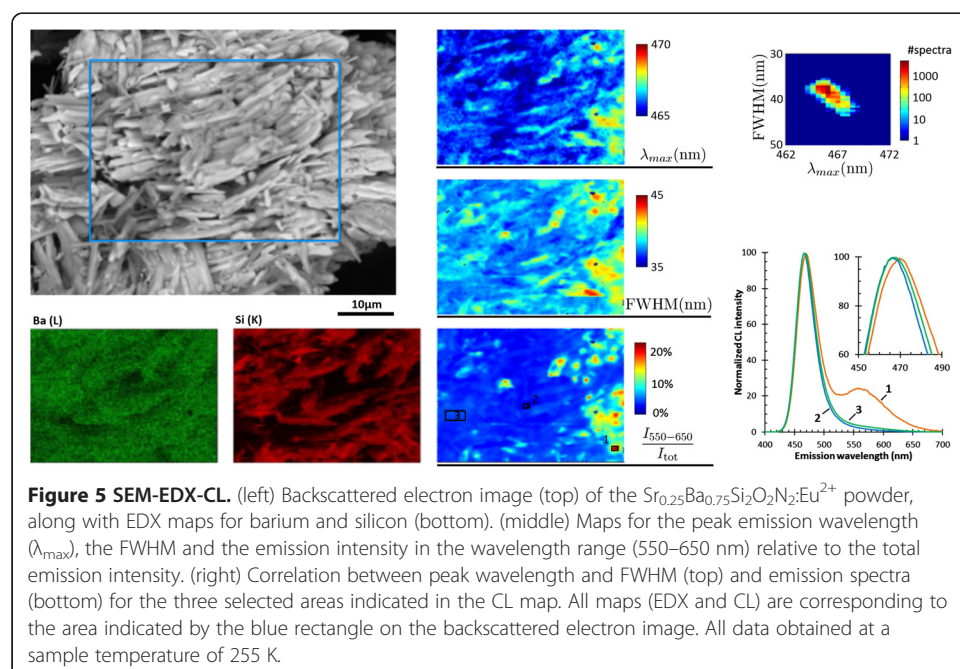 10μm
Ba (L)
Si (K)
470
465
λmax(nm)
45
35
FWHM(nm)
20%
10%
0%
3
2
1
I550−650
Itot
#spectra
30
40
50
FWHM(nm)
1000
100
10
1
462
467
472
λmax(nm)
100
80
60
40
20
0
Normalized CL intensity
100
90
80
70
60
450
470
490
1
2
3
400
450
500
550
600
650
700
Emission wavelength (nm)
Figure 5 SEM-EDX-CL. (left) Backscattered electron image (top) of the Sr0.25Ba0.75Si2O2N2:Eu2+ powder,
along with EDX maps for barium and silicon (bottom). (middle) Maps for the peak emission wavelength
(λmax), the FWHM and the emission intensity in the wavelength range (550–650 nm) relative to the total
emission intensity. (right) Correlation between peak wavelength and FWHM (top) and emission spectra
(bottom) for the three selected areas indicated in the CL map. All maps (EDX and CL) are corresponding to
the area indicated by the blue rectangle on the backscattered electron image. All data obtained at a
sample temperature of 255 K.